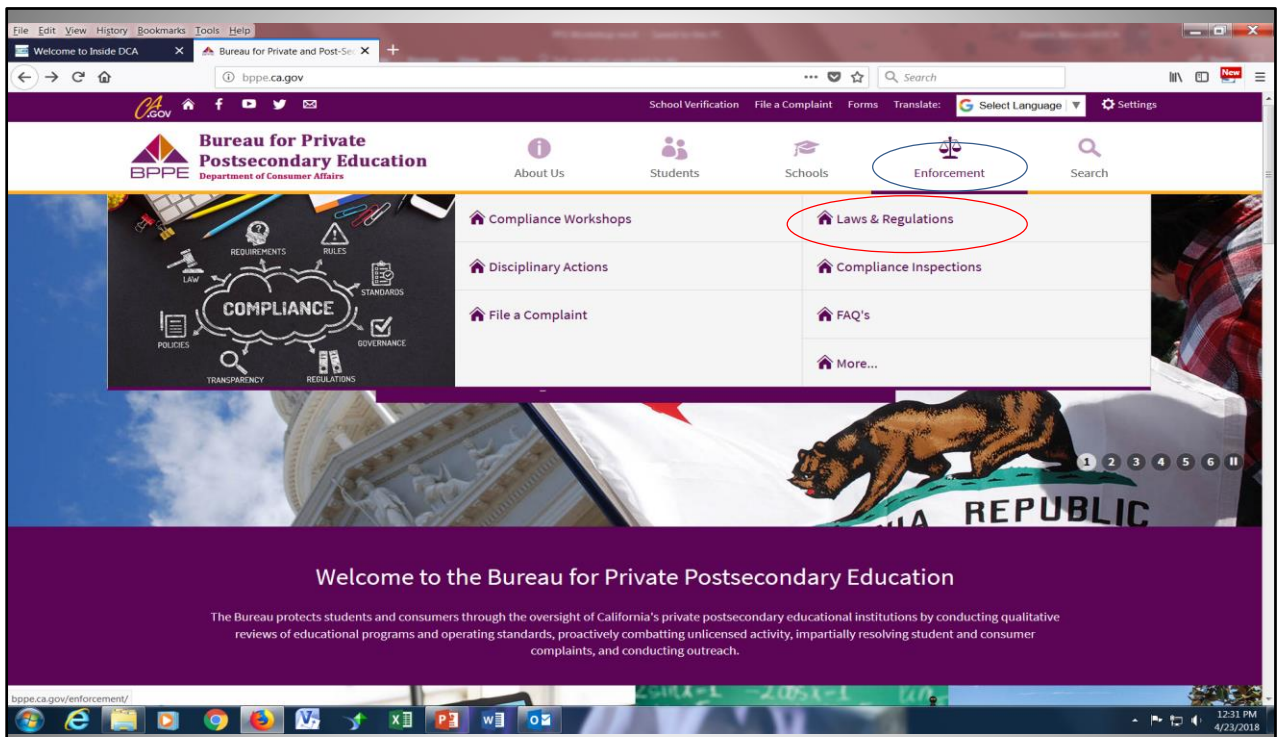 File Edit View History Bookmarks Tools Help
Welcome to Inside DCA
Bureau for Private and Post-Sec
bppe.ca.gov
Search
New
CA.GOV
School Verification File a Complaint Forms Translate: G Select Language Settings
BPPE
Bureau for Private
Postsecondary Education
Department of Consumer Affairs
About Us
Students
Schools
Enforcement
Search
REQUIREMENTS
RULES
LAW
STANDARDS
COMPLIANCE
POLICIES
GOVERNANCE
TRANSPARENCY
REGULATIONS
Compliance Workshops
Laws & Regulations
Disciplinary Actions
Compliance Inspections
File a Complaint
FAQ's
More...
1 2 3 4 5 6
REPUBLIC
Welcome to the Bureau for Private Postsecondary Education
The Bureau protects students and consumers through the oversight of California's private postsecondary educational institutions by conducting qualitative
reviews of educational programs and operating standards, proactively combatting unlicensed activity, impartially resolving student and consumer
complaints, and conducting outreach.
bppe.ca.gov/enforcement/
12:31 PM
4/23/2018